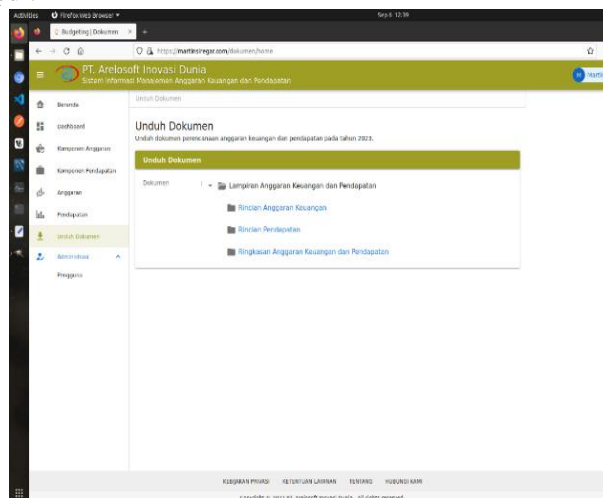 Activities
Firefox Web Browser
Sep 6 12:39
Budgeting | Dokumen
https://martinsiregar.com/dokumen/home
PT. Arelosoft Inovasi Dunia
Sistem Informasi Manajemen Anggaran Keuangan dan Pendapatan
M
Beranda
Dashboard
Komponen Anggaran
Komponen Pendapatan
Anggaran
Pendapatan
Unduh Dokumen
Administrasi
Pengguna
Unduh Dokumen
Unduh Dokumen
Unduh dokumen perencanaan anggaran keuangan dan pendapatan pada tahun 2023.
Unduh Dokumen
Dokumen :
Lampiran Anggaran Keuangan dan Pendapatan
Rincian Anggaran Keuangan
Rincian Pendapatan
Ringkasan Anggaran Keuangan dan Pendapatan
KEBIJAKAN PRIVASI KETENTUAN LAYANAN TENTANG HUBUNGI KAMI